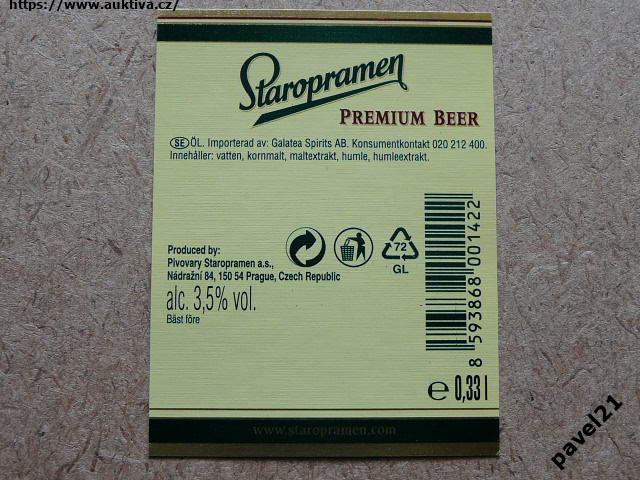 https://www.auktiva.cz/
Staropramen
PREMIUM BEER
SE ÖL. Importerad av: Galatea Spirits AB. Konsumentkontakt 020 212 400.
Innehåller: vatten, kornmalt, maltextrakt, humle, humleextrakt.
Produced by:
Pivovary Staropramen a.s.,
Nádražní 84, 150 54 Prague, Czech Republic
72
GL
alc. 3,5% vol.
Bäst före
8 593868 001422
e 0,33 l
www.staropramen.com
pavel21